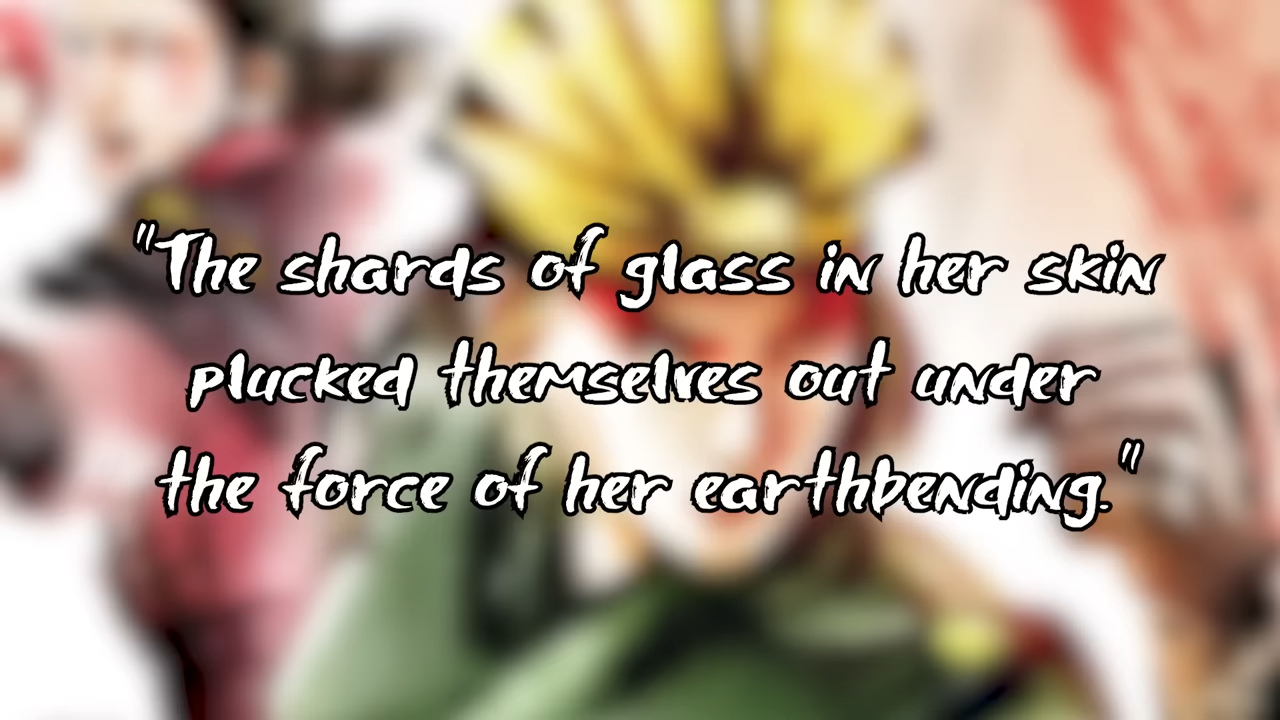 "The shards of glass in her skin
plucked themselves out under
the force of her earthbending."